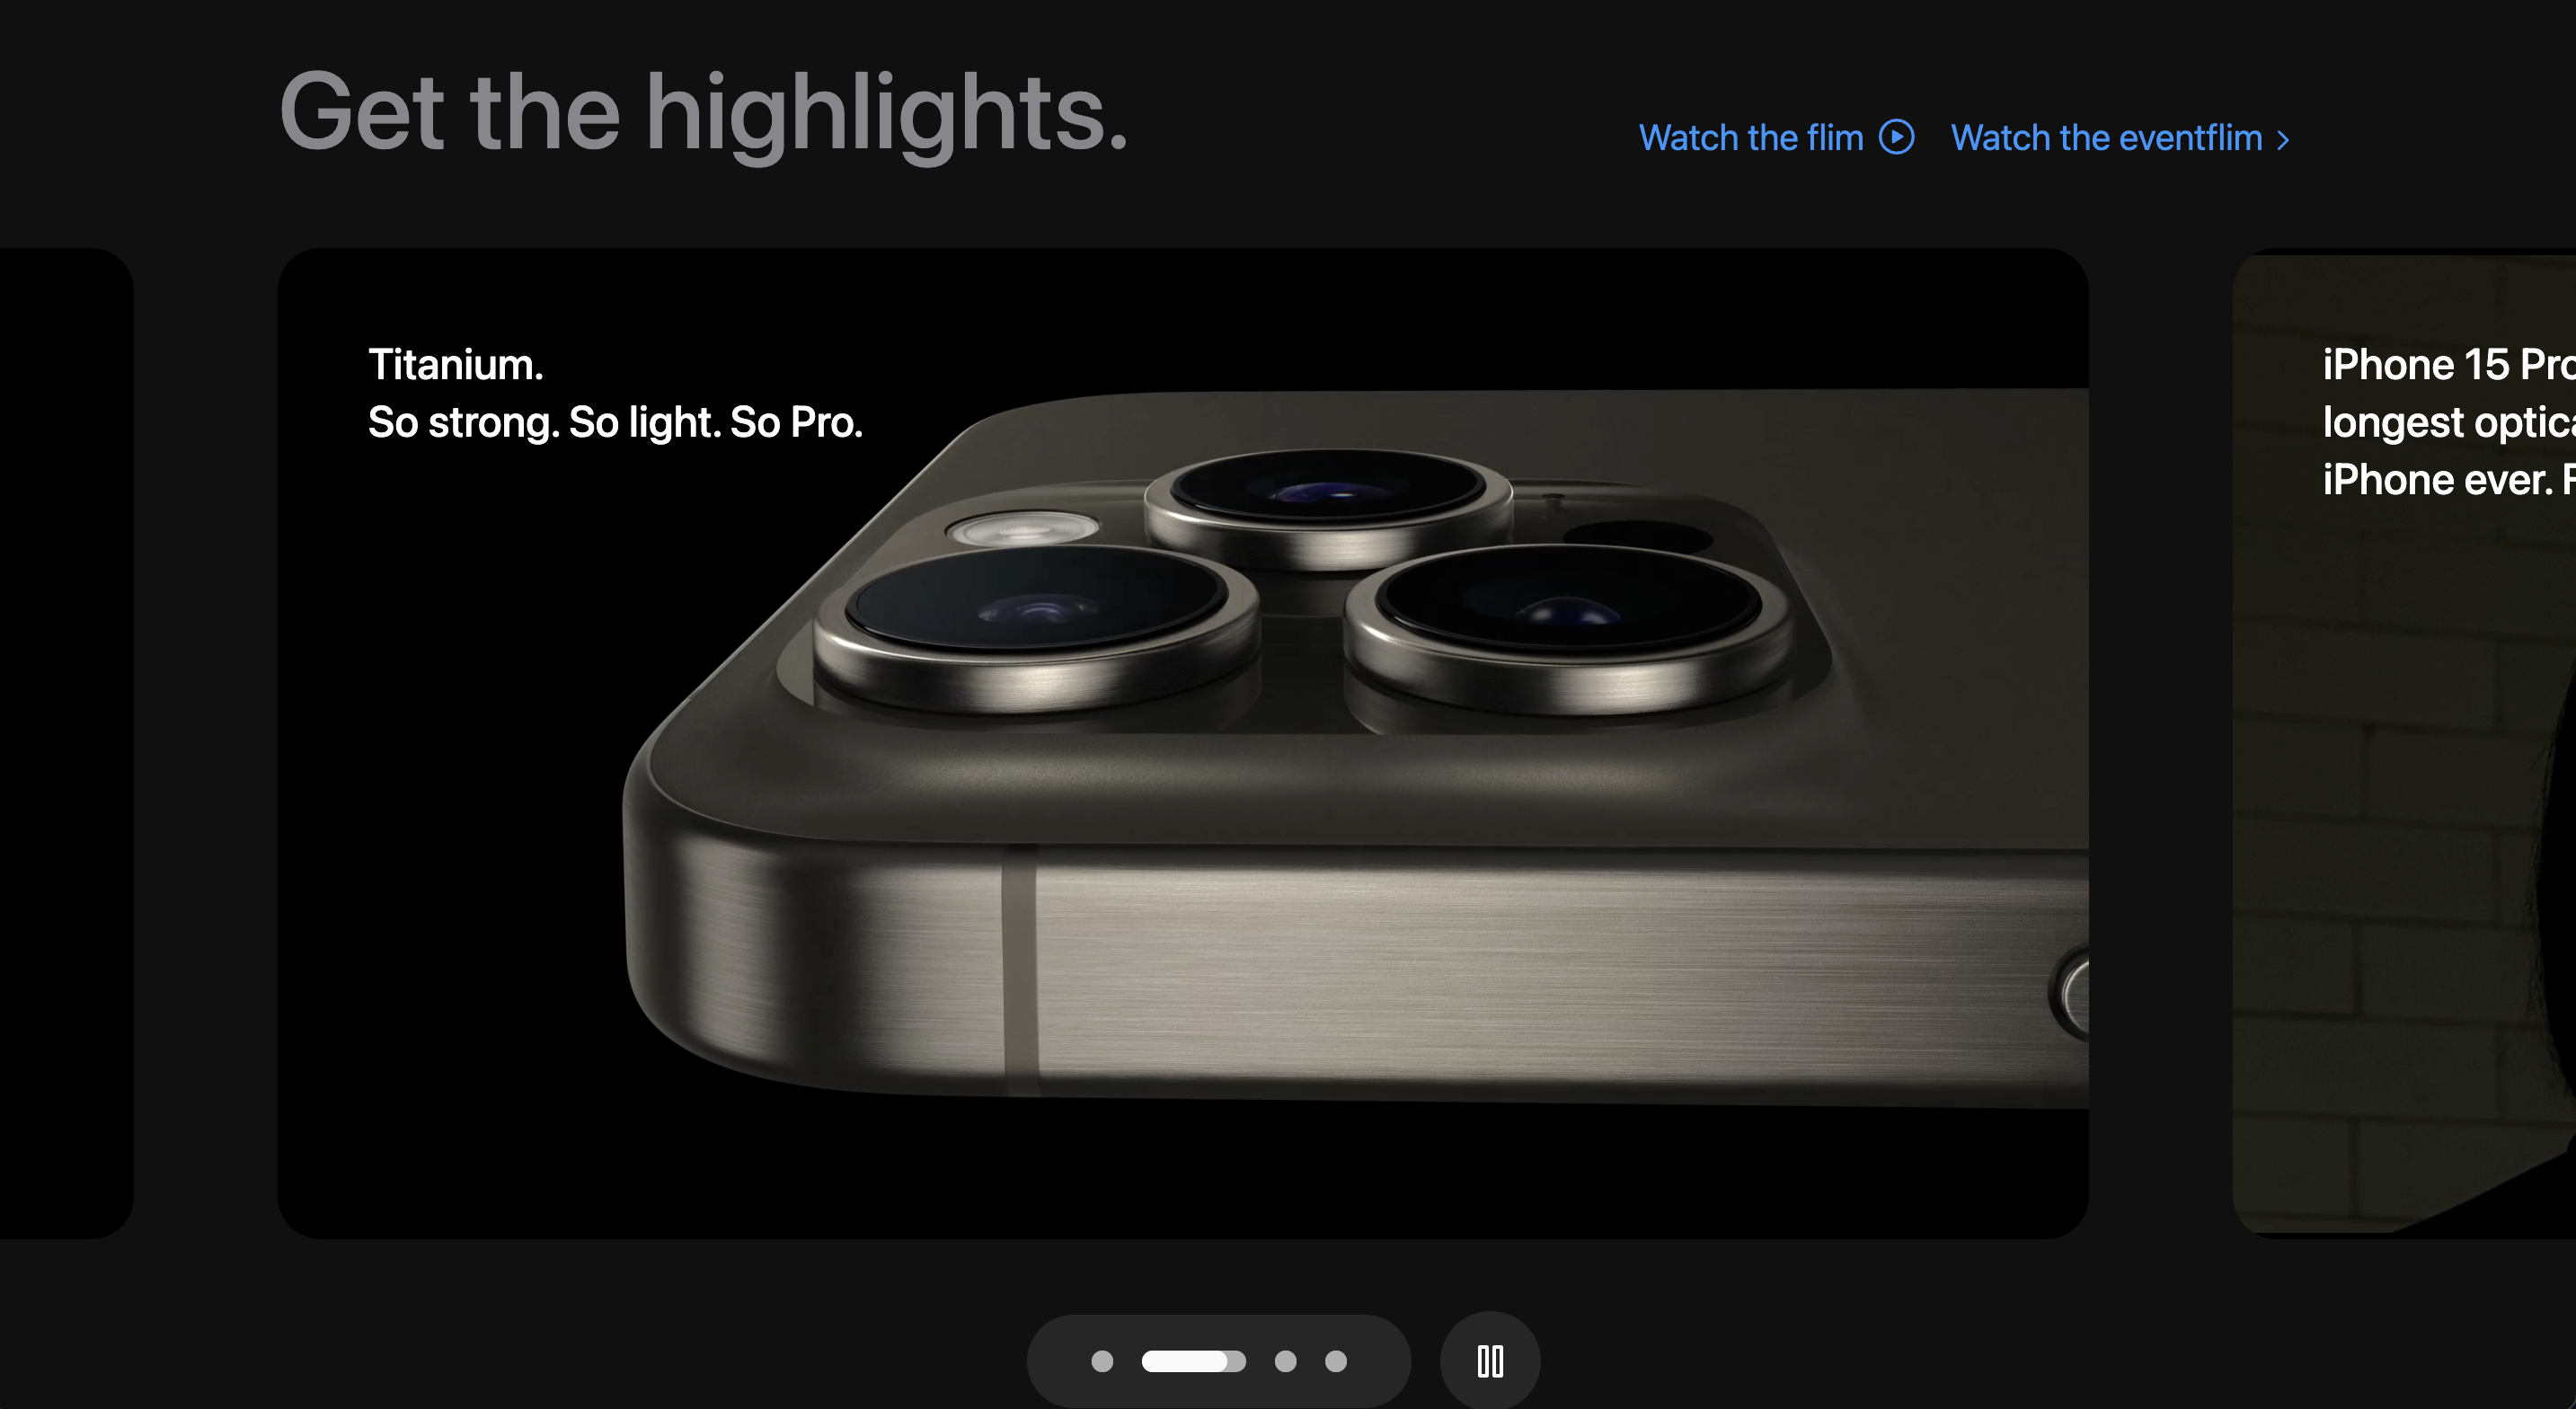 Get the highlights.
Watch the flim
Watch the eventflim
Titanium.
So strong. So light. So Pro.
iPhone 15 Pro
longest optica
iPhone ever. F